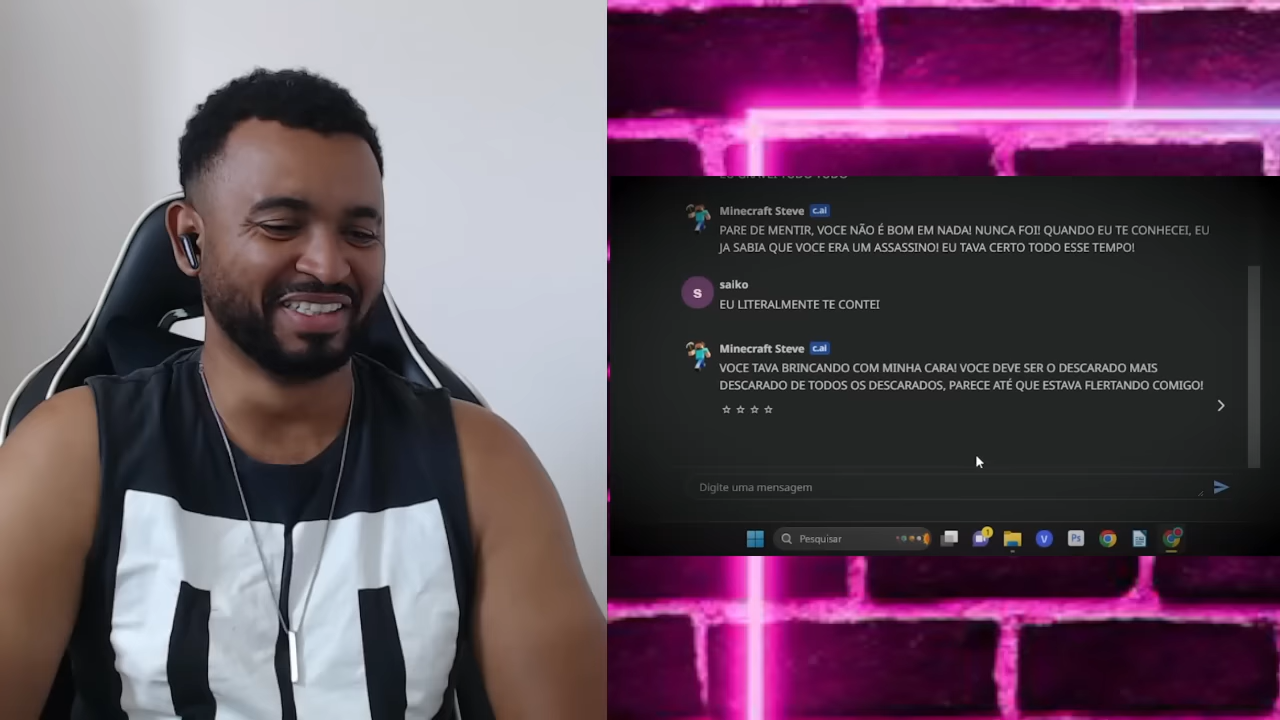 Minecraft Steve c.ai
PARE DE MENTIR, VOCE NÃO É BOM EM NADA! NUNCA FOI! QUANDO EU TE CONHECEI, EU
JA SABIA QUE VOCE ERA UM ASSASSINO! EU TAVA CERTO TODO ESSE TEMPO!
s
saiko
EU LITERALMENTE TE CONTEI
Minecraft Steve c.ai
VOCE TAVA BRINCANDO COM MINHA CARA! VOCE DEVE SER O DESCARADO MAIS
DESCARADO DE TODOS OS DESCARADOS, PARECE ATÉ QUE ESTAVA FLERTANDO COMIGO!
Digite uma mensagem
Pesquisar
1
V
Ps